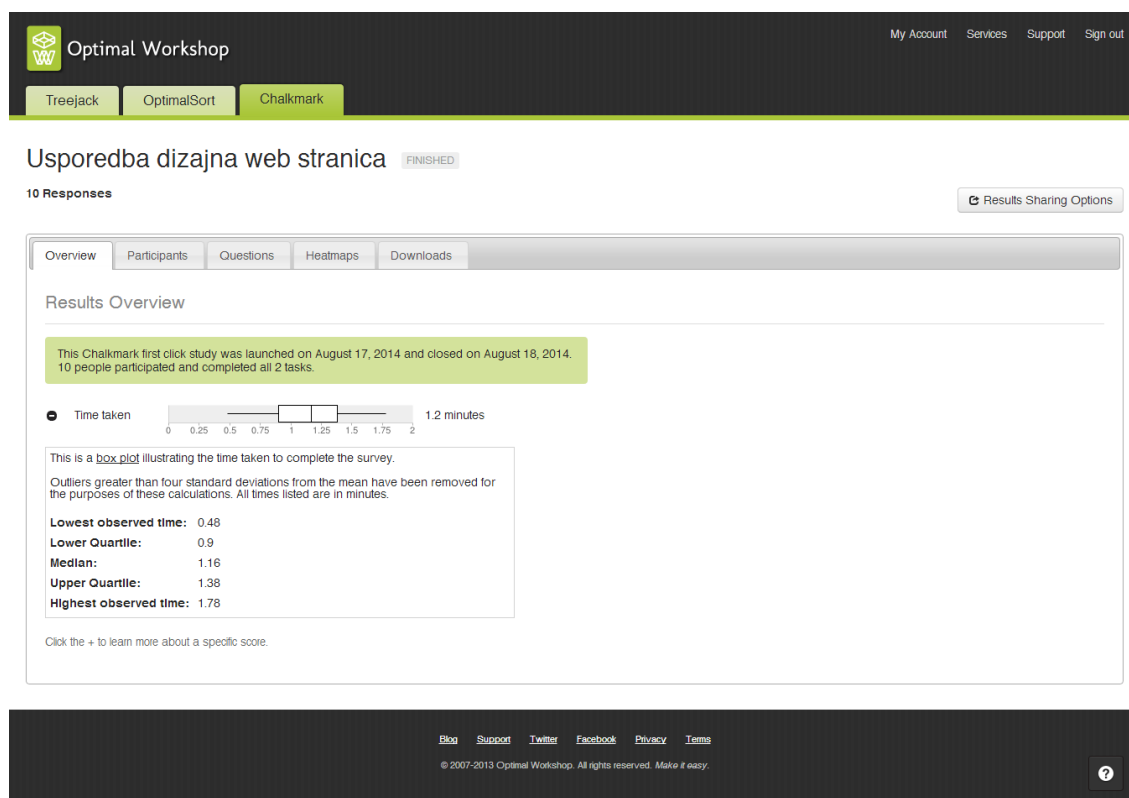 Optimal Workshop
My Account Services Support Sign out
Treejack OptimalSort Chalkmark
Usporedba dizajna web stranica FINISHED
10 Responses
Results Sharing Options
Overview Participants Questions Heatmaps Downloads
Results Overview
This Chalkmark first click study was launched on August 17, 2014 and closed on August 18, 2014.
10 people participated and completed all 2 tasks.
Time taken 1.2 minutes
0 0.25 0.5 0.75 1 1.25 1.5 1.75 2
This is a box plot illustrating the time taken to complete the survey.
Outliers greater than four standard deviations from the mean have been removed for
the purposes of these calculations. All times listed are in minutes.
Lowest observed time: 0.48
Lower Quartile: 0.9
Median: 1.16
Upper Quartile: 1.38
Highest observed time: 1.78
Click the + to learn more about a specific score.
Blog Support Twitter Facebook Privacy Terms
© 2007-2013 Optimal Workshop. All rights reserved. Make it easy.
?